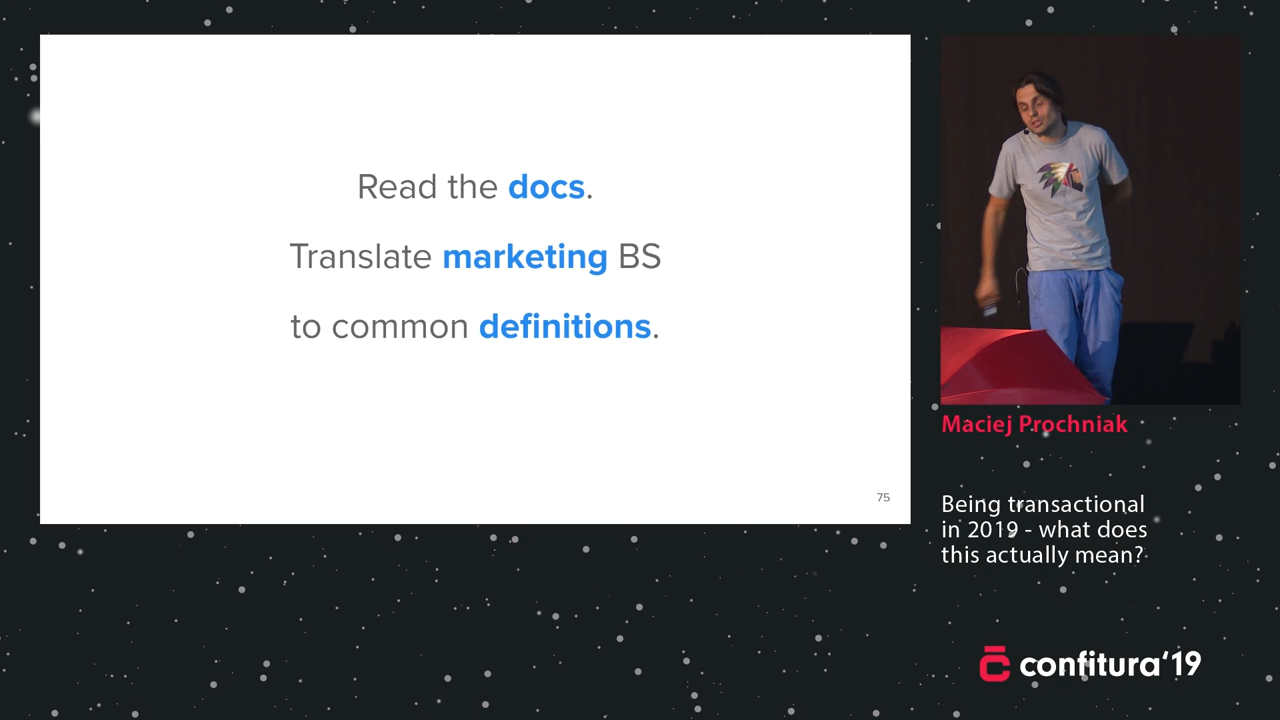 Read the docs.
Translate marketing BS
to common definitions.
75
Maciej Prochniak
Being transactional
in 2019 - what does
this actually mean?
confitura'19